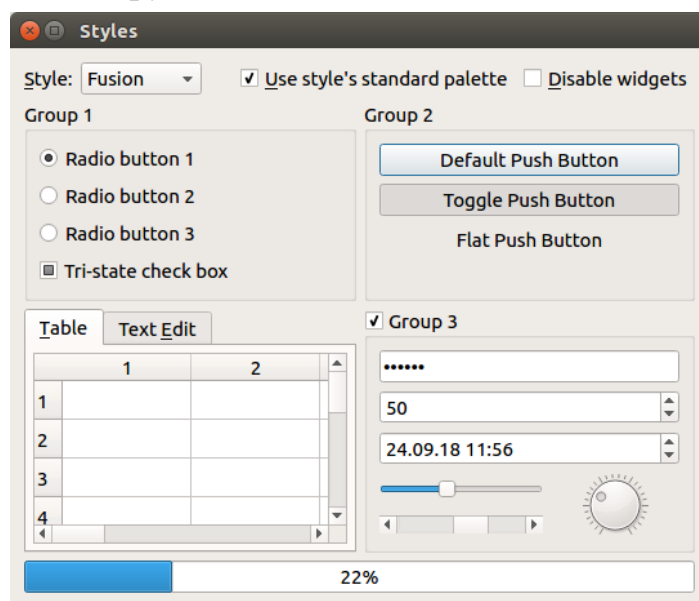 Styles
Style: Fusion Use style's standard palette Disable widgets
Group 1
Radio button 1
Radio button 2
Radio button 3
Tri-state check box
Group 2
Default Push Button
Toggle Push Button
Flat Push Button
Table Text Edit
1 2
1
2
3
4
Group 3
••••••
50
24.09.18 11:56
22%